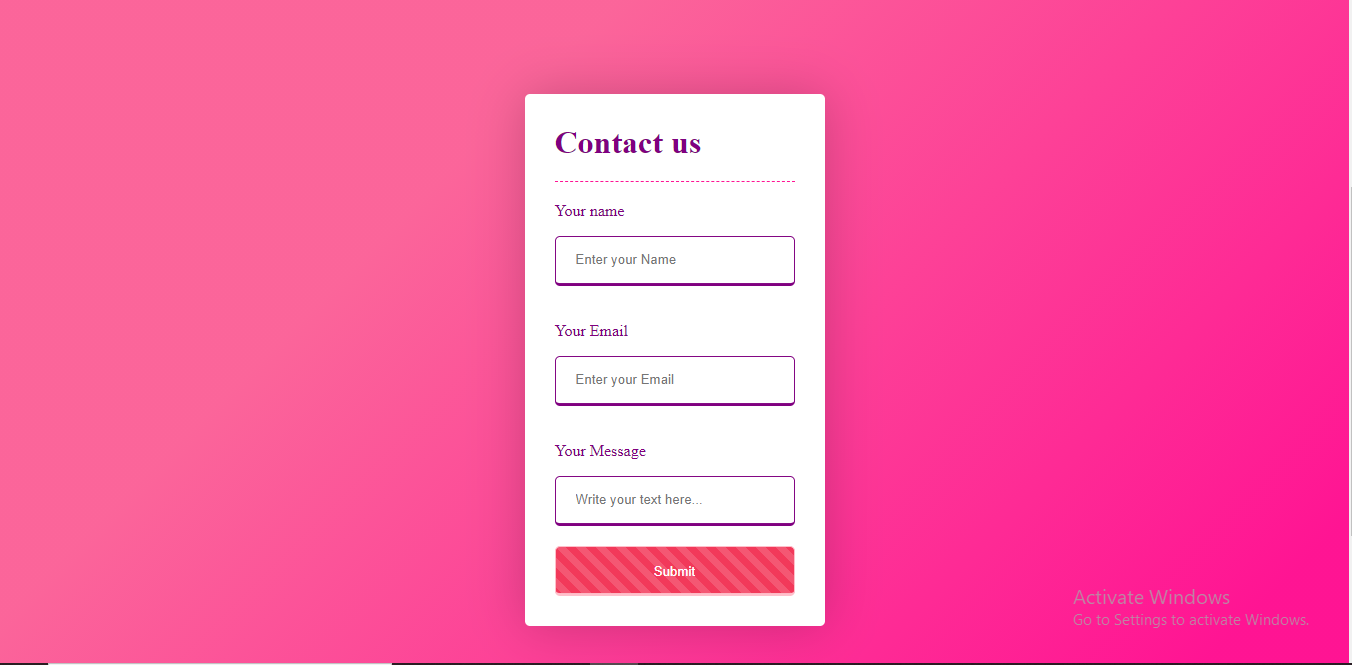 Contact us
Your name
Enter your Name
Your Email
Enter your Email
Your Message
Write your text here...
Submit
Activate Windows
Go to Settings to activate Windows.